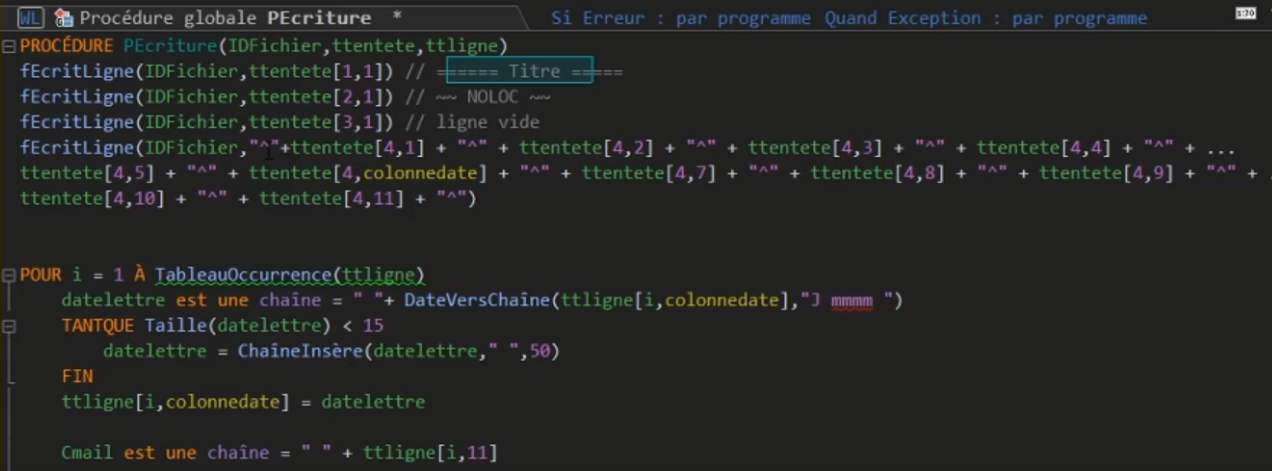 WL Procédure globale PEcriture * Si Erreur : par programme Quand Exception : par programme 1:30
PROCÉDURE PEcriture(IDFichier,ttentete,ttligne)
fEcritLigne(IDFichier,ttentete[1,1]) // ====== Titre =====
fEcritLigne(IDFichier,ttentete[2,1]) // ~~ NOLOC ~~
fEcritLigne(IDFichier,ttentete[3,1]) // ligne vide
fEcritLigne(IDFichier,"^"+ttentete[4,1] + "^" + ttentete[4,2] + "^" + ttentete[4,3] + "^" + ttentete[4,4] + "^" + ...
ttentete[4,5] + "^" + ttentete[4,colonnedate] + "^" + ttentete[4,7] + "^" + ttentete[4,8] + "^" + ttentete[4,9] + "^" + .
ttentete[4,10] + "^" + ttentete[4,11] + "^")
POUR i = 1 À TableauOccurrence(ttligne)
datelettre est une chaîne = " "+ DateVersChaîne(ttligne[i,colonnedate],"J mmmm ")
TANTQUE Taille(datelettre) < 15
datelettre = ChaîneInsère(datelettre," ",50)
FIN
ttligne[i,colonnedate] = datelettre
Cmail est une chaîne = " " + ttligne[i,11]